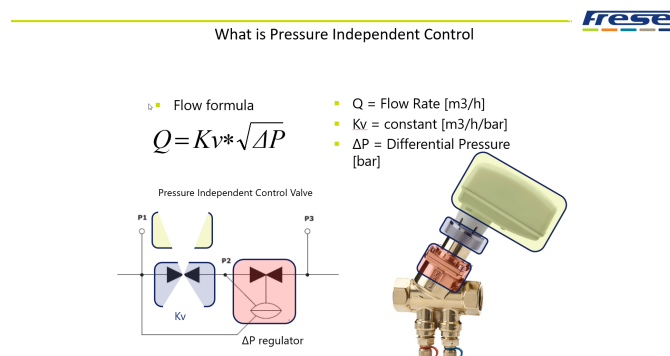 FRESE
What is Pressure Independent Control
Flow formula
Q=Kv*√ΔP
Q = Flow Rate [m3/h]
Kv = constant [m3/h/bar]
ΔP = Differential Pressure
[bar]
Pressure Independent Control Valve
P1
P3
P2
Kv
ΔP regulator